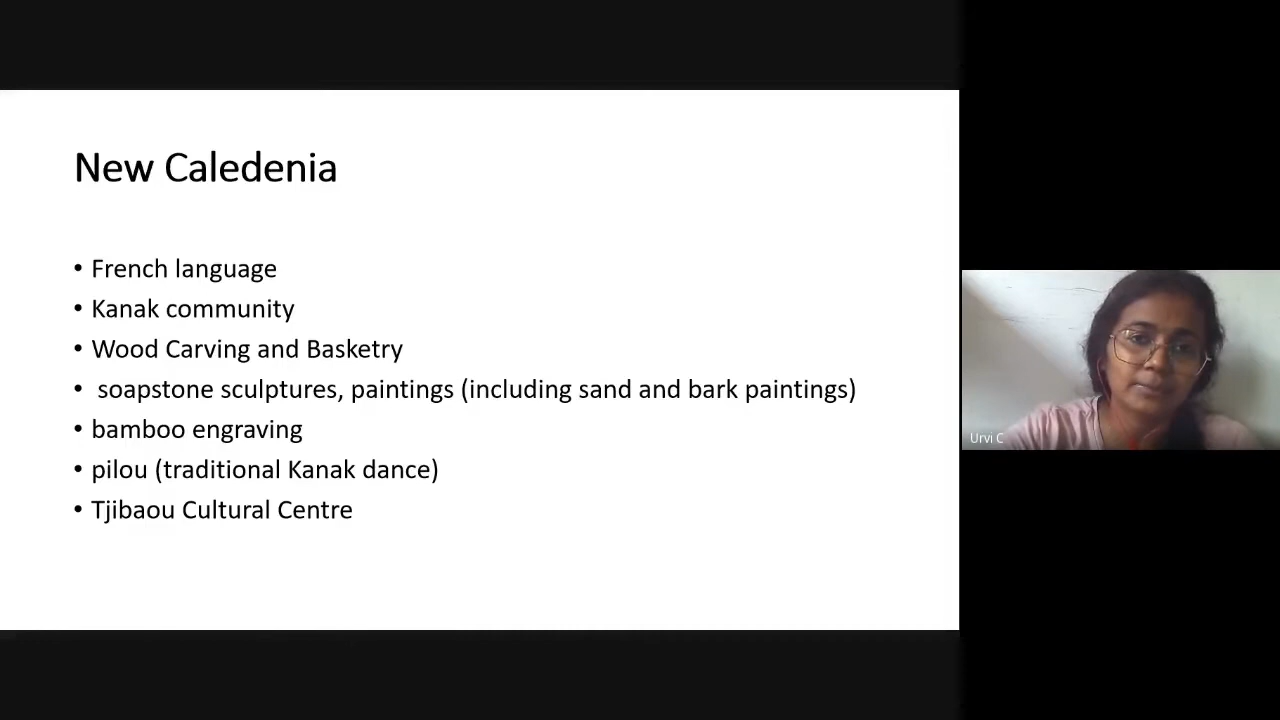 New Caledenia
• French language
• Kanak community
• Wood Carving and Basketry
• soapstone sculptures, paintings (including sand and bark paintings)
• bamboo engraving
• pilou (traditional Kanak dance)
• Tjibaou Cultural Centre
Urvi C